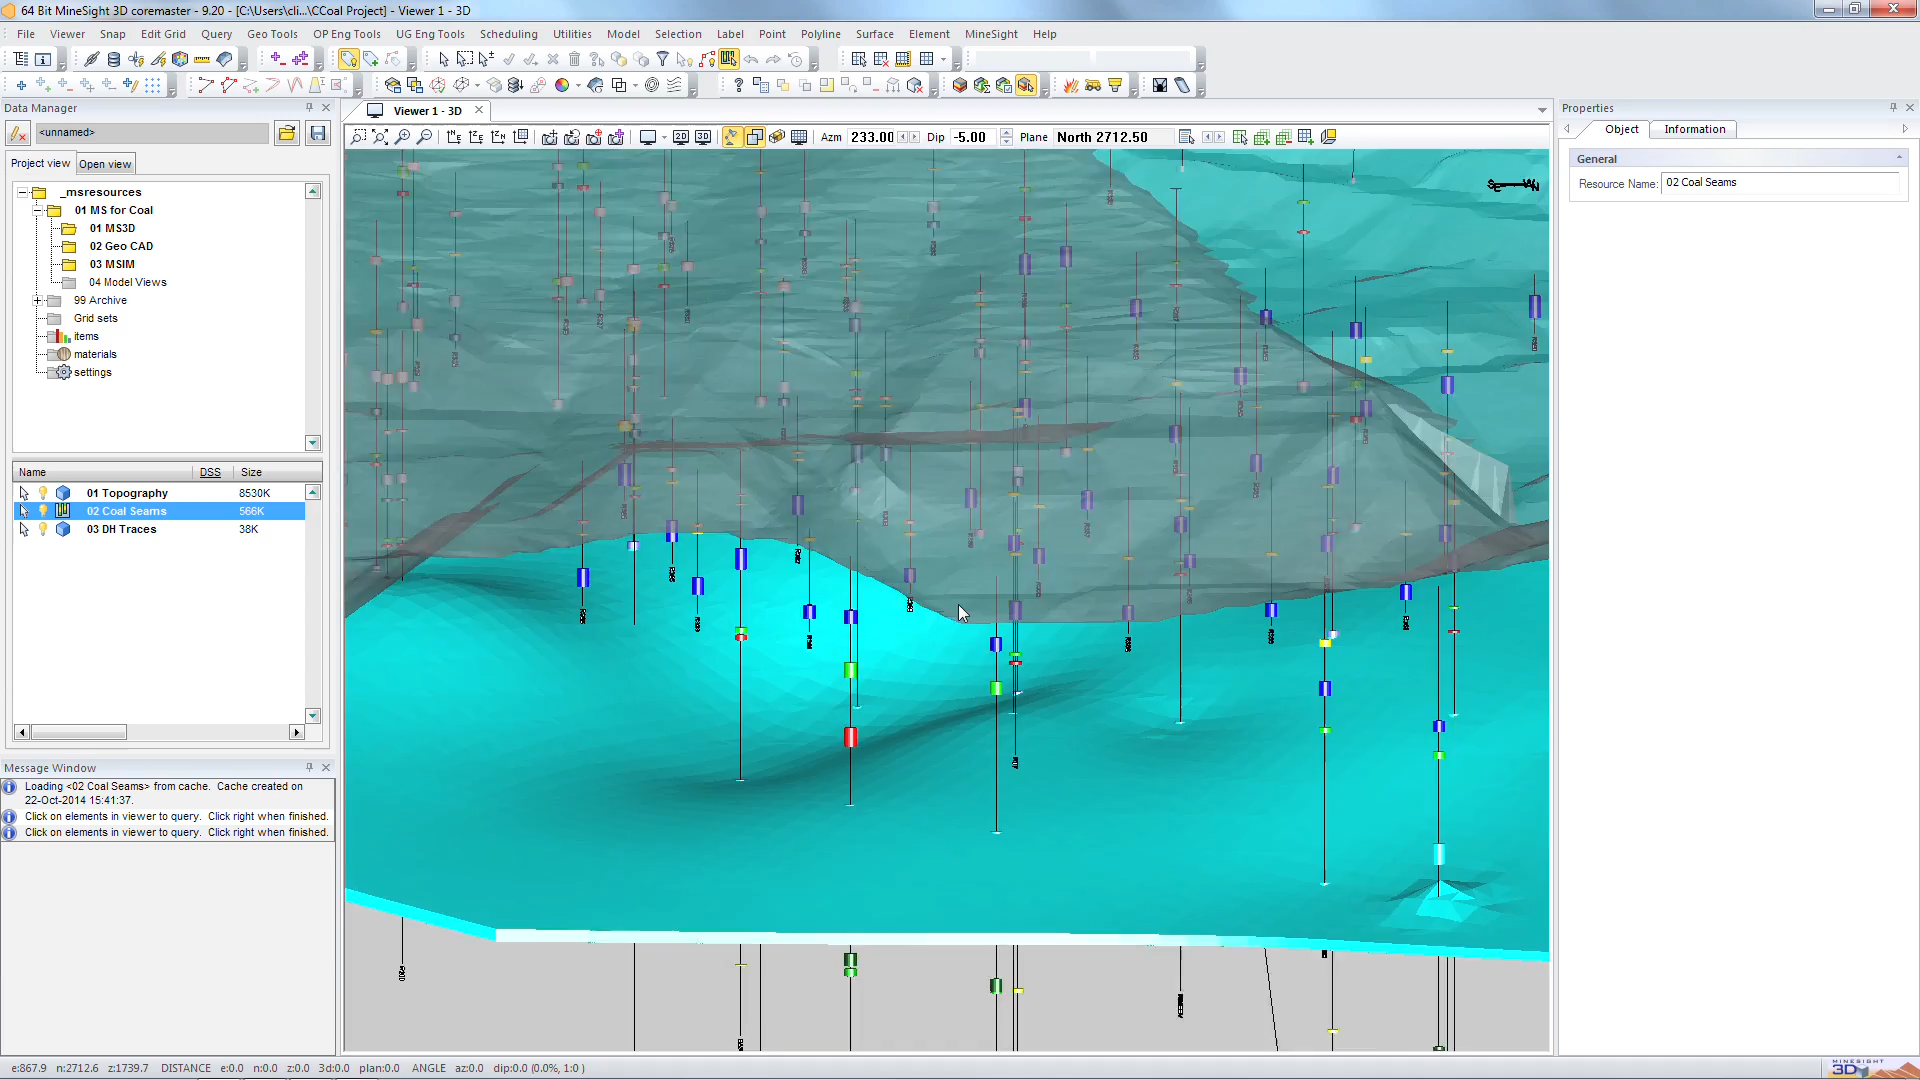 64 Bit MineSight 3D coremaster - 9.20 - [C:\Users\cli...\CCoal Project] - Viewer 1 - 3D
File Viewer Snap Edit Grid Query Geo Tools OP Eng Tools UG Eng Tools Scheduling Utilities Model Selection Label Point Polyline Surface Element MineSight Help
Data Manager
<unnamed>
Project view Open view
_msresources
01 MS for Coal
01 MS3D
02 Geo CAD
03 MSIM
04 Model Views
99 Archive
Grid sets
items
materials
settings
Name DSS Size
01 Topography 8530K
02 Coal Seams 566K
03 DH Traces 38K
Message Window
Loading <02 Coal Seams> from cache. Cache created on
22-Oct-2014 15:41:37.
Click on elements in viewer to query. Click right when finished.
Click on elements in viewer to query. Click right when finished.
Viewer 1 - 3D
2D 3D Azm 233.00 Dip -5.00 Plane North 2712.50
Properties
Object Information
General
Resource Name: 02 Coal Seams
e:867.9 n:2712.6 z:1739.7 DISTANCE e:0.0 n:0.0 z:0.0 3d:0.0 plan:0.0 ANGLE az:0.0 dip:0.0 (0.0%, 1:0 )
MINESIGHT
3D